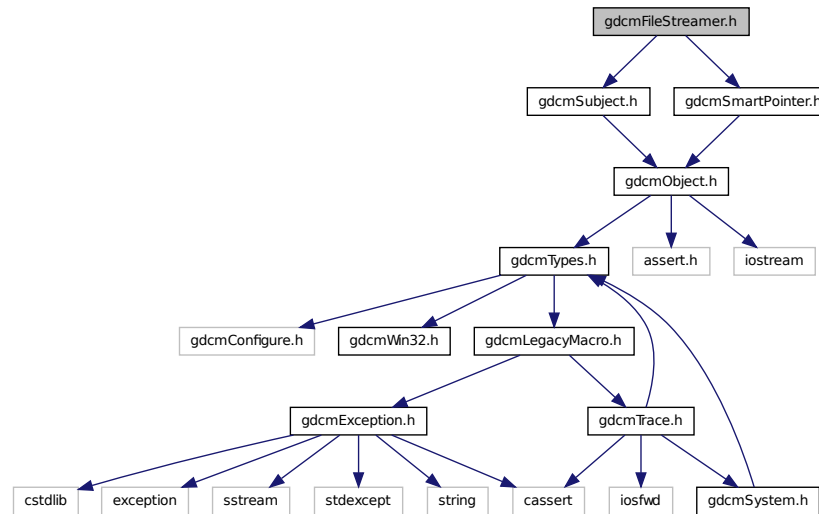 gdcmFileStreamer.h
gdcmSubject.h
gdcmSmartPointer.h
gdcmObject.h
gdcmTypes.h
assert.h
iostream
gdcmConfigure.h
gdcmWin32.h
gdcmLegacyMacro.h
gdcmException.h
gdcmTrace.h
cstdlib
exception
sstream
stdexcept
string
cassert
iosfwd
gdcmSystem.h